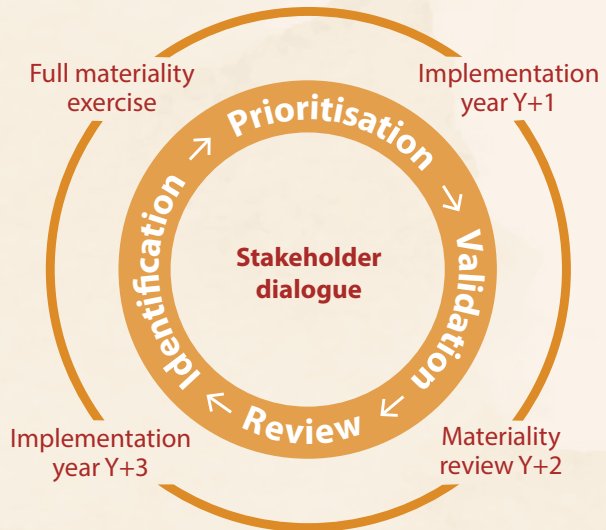 Full materiality
exercise
Implementation
year Y+1
Identification → Prioritisation → Validation → Review →
Stakeholder
dialogue
Implementation
year Y+3
Materiality
review Y+2